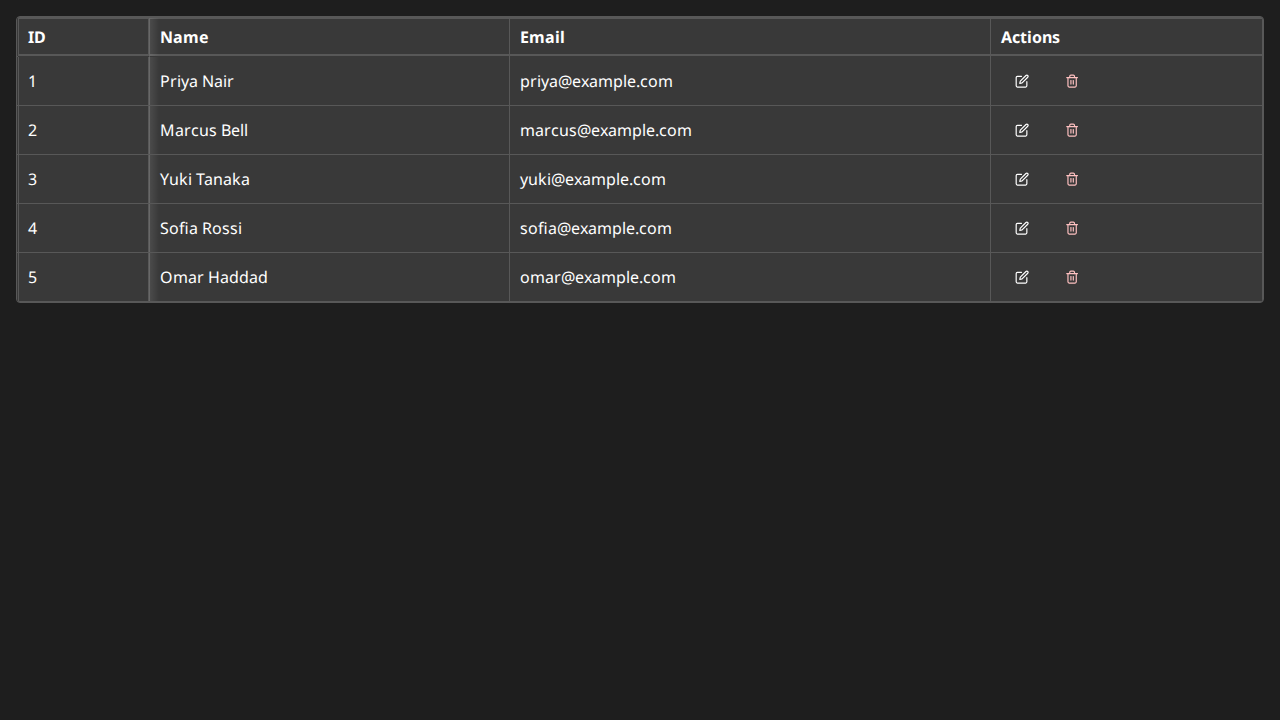 ID Name Email Actions
1 Priya Nair priya@example.com
2 Marcus Bell marcus@example.com
3 Yuki Tanaka yuki@example.com
4 Sofia Rossi sofia@example.com
5 Omar Haddad omar@example.com